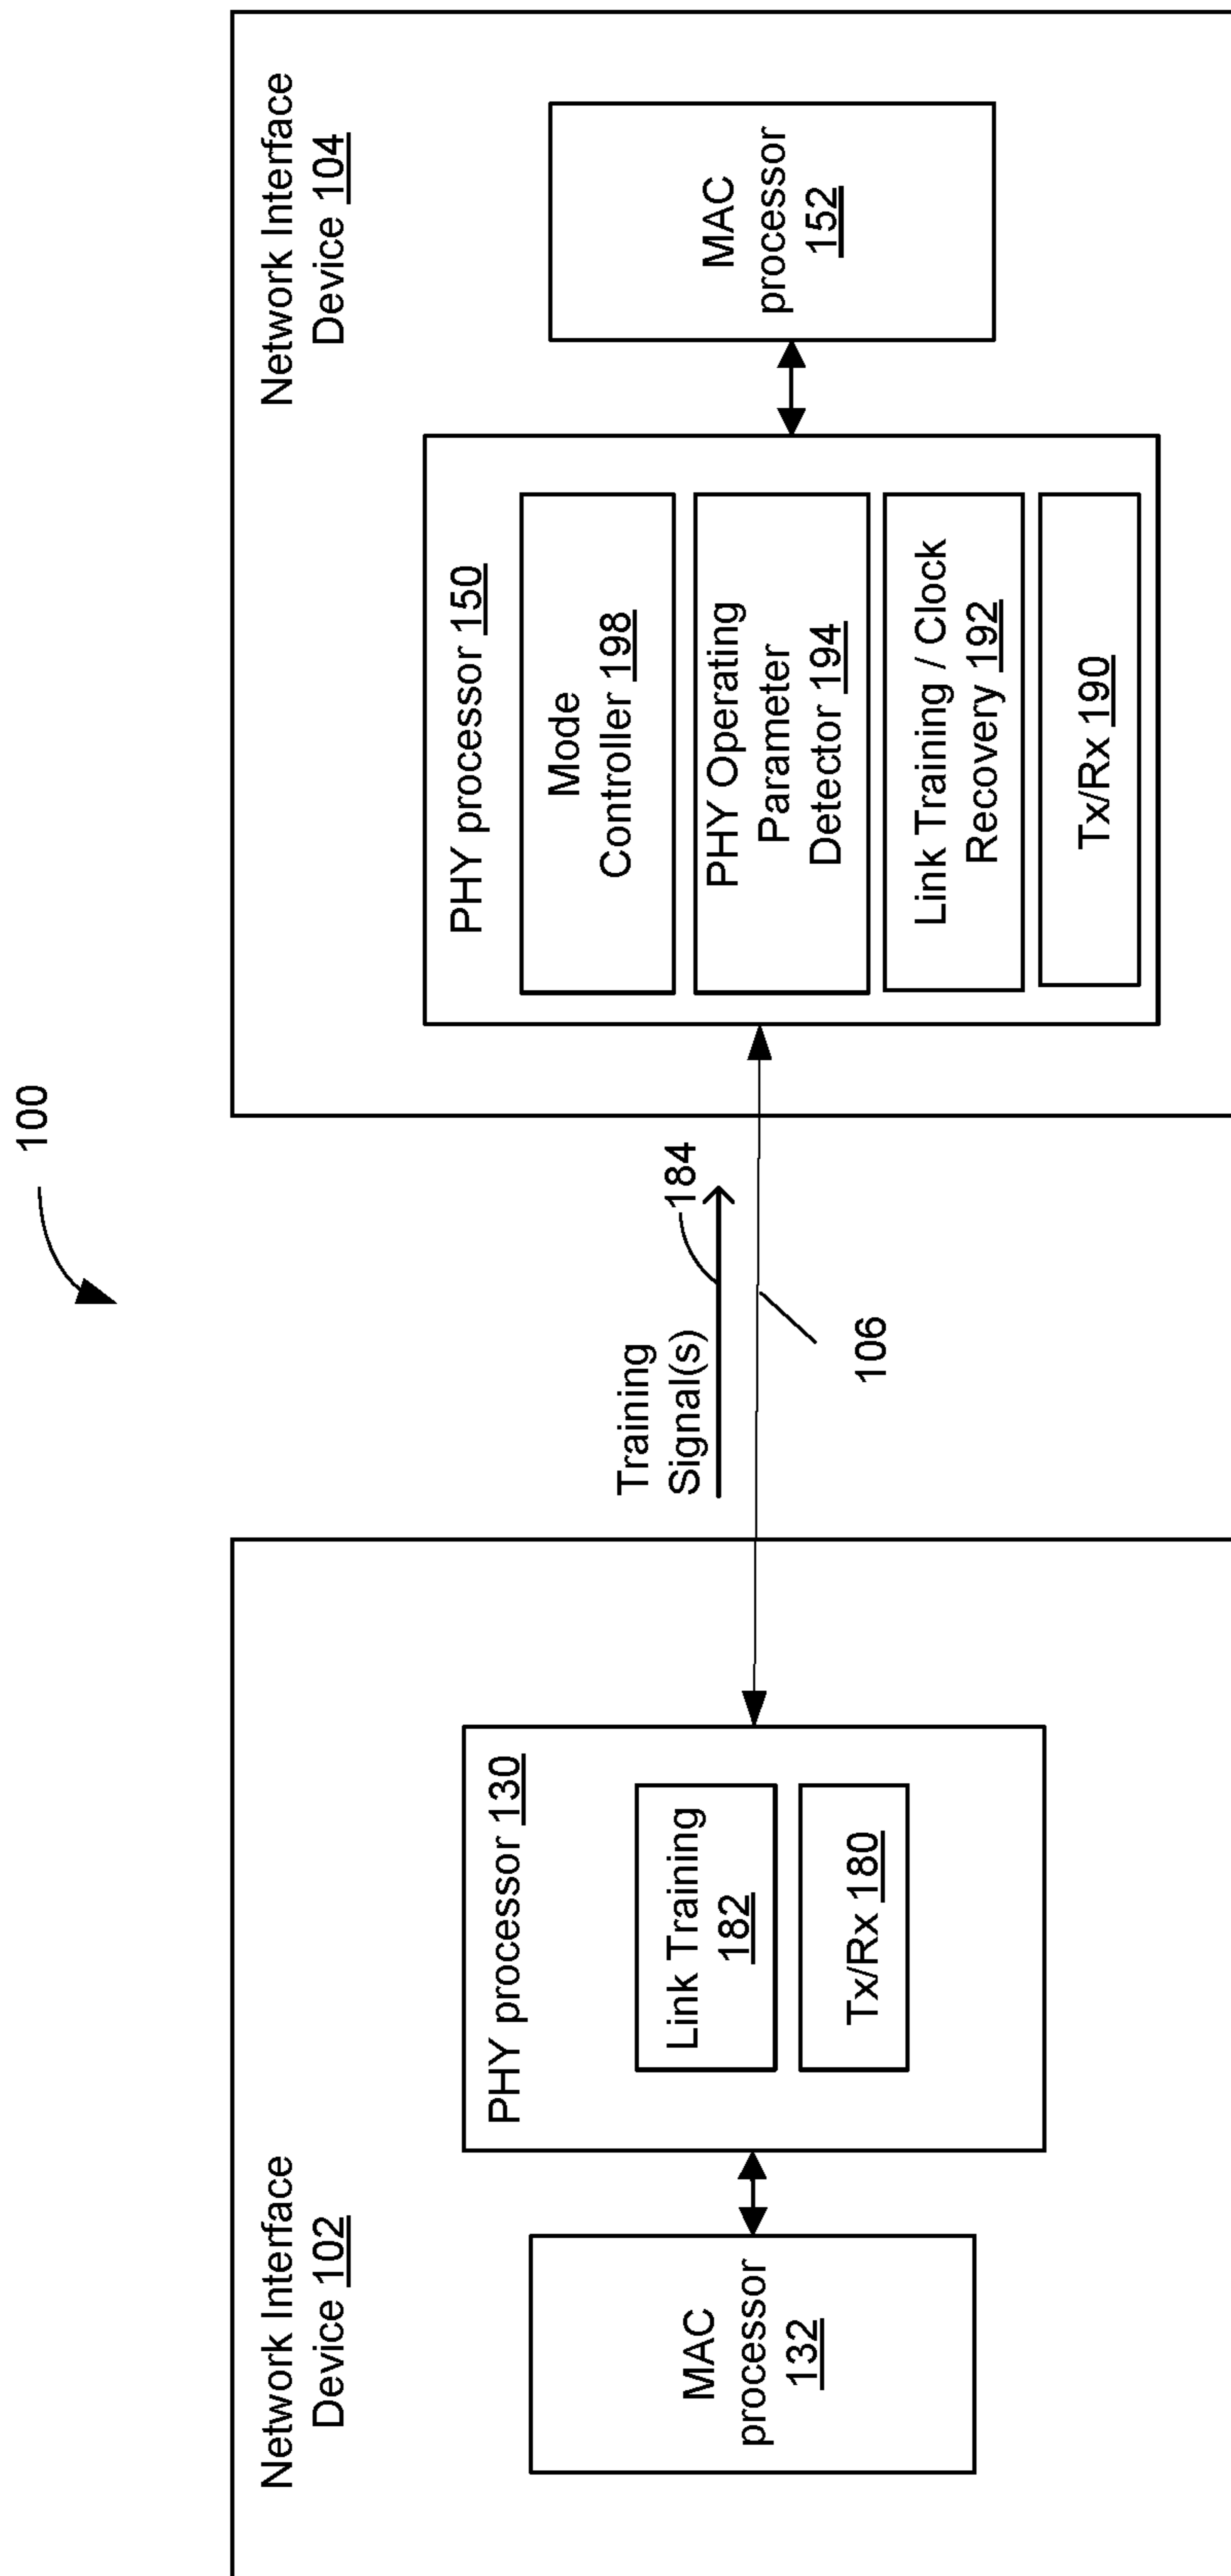 100
Network Interface
Device 102
MAC
processor
132
PHY processor 130
Link Training
182
Tx/Rx 180
Training
Signal(s)
184
106
Network Interface
Device 104
PHY processor 150
Mode
Controller 198
PHY Operating
Parameter
Detector 194
Link Training / Clock
Recovery 192
Tx/Rx 190
MAC
processor
152